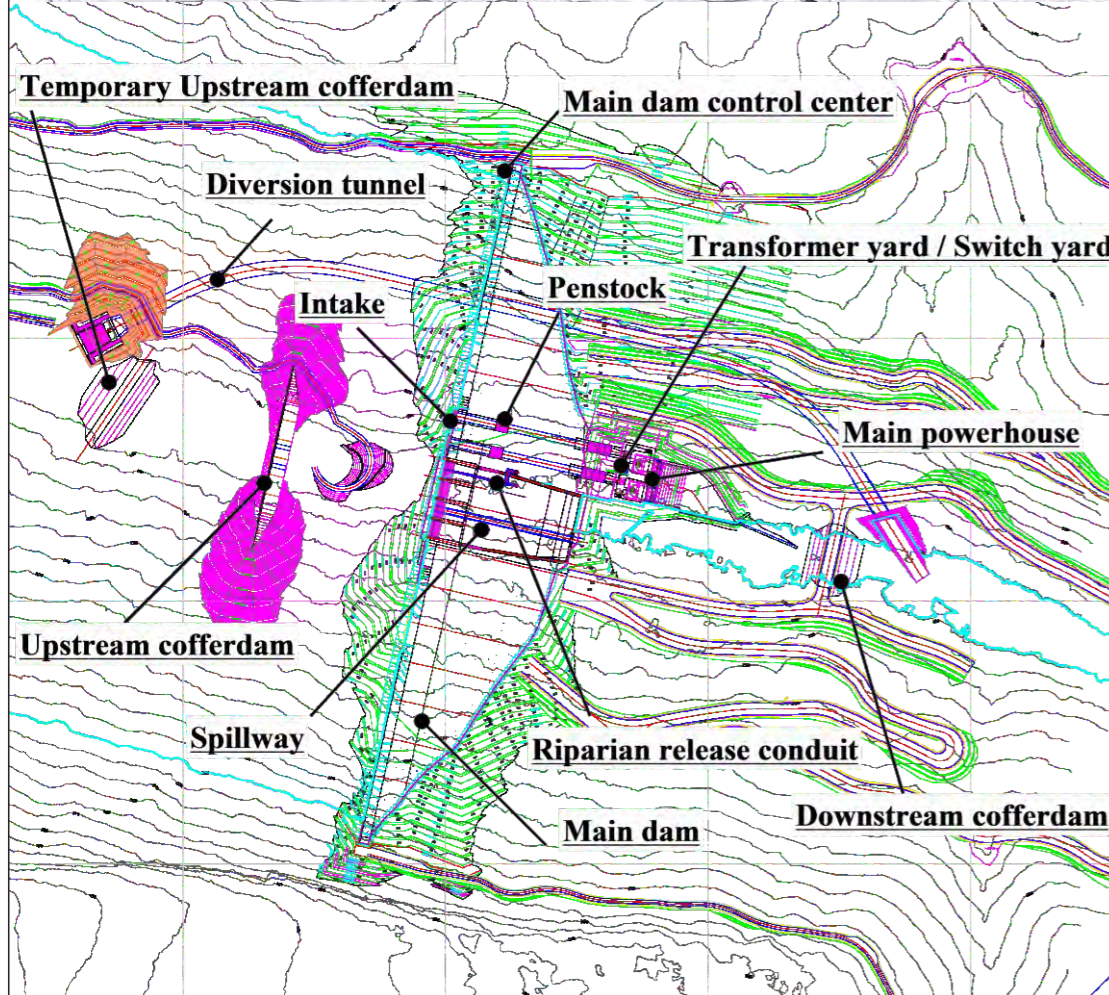 Temporary Upstream cofferdam
Main dam control center
Diversion tunnel
Transformer yard / Switch yard
Intake
Penstock
Main powerhouse
Upstream cofferdam
Spillway
Riparian release conduit
Main dam
Downstream cofferdam